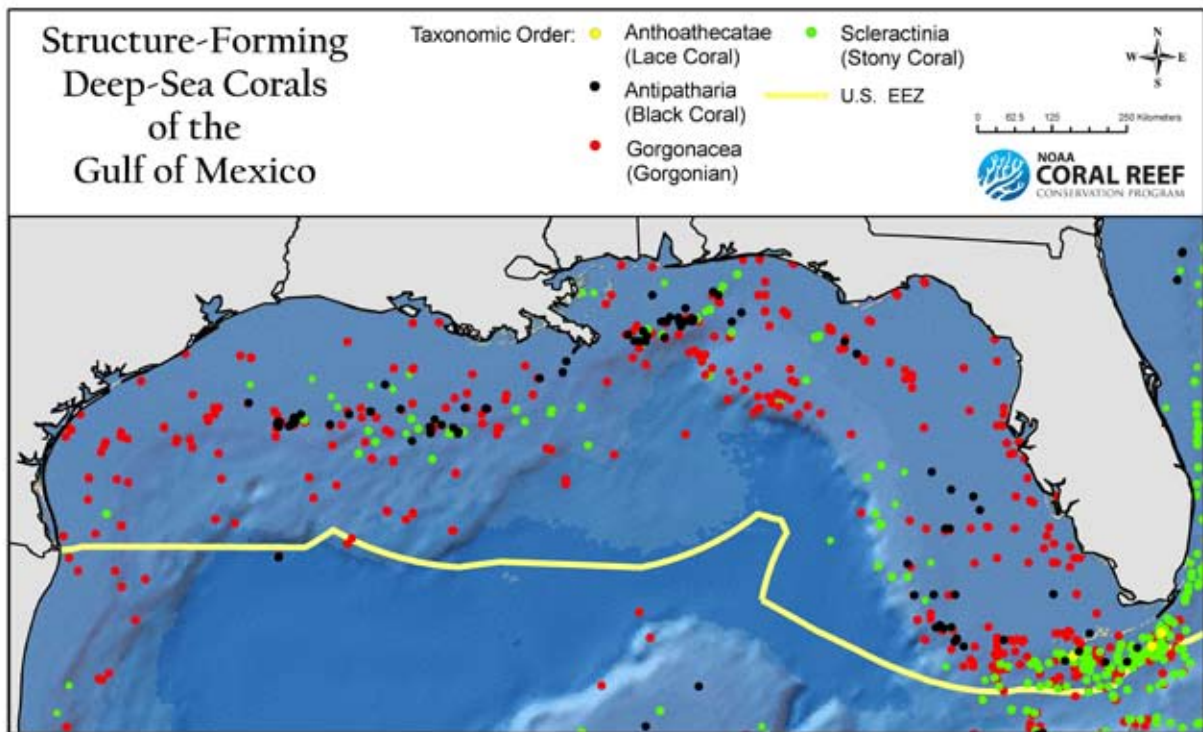 Structure-Forming
Deep-Sea Corals
of the
Gulf of Mexico
Taxonomic Order:
Anthoathecatae
(Lace Coral)
Antipatharia
(Black Coral)
Gorgonacea
(Gorgonian)
Scleractinia
(Stony Coral)
U.S. EEZ
N
W E
S
0 62.5 125 250 Kilometers
NOAA
CORAL REEF
CONSERVATION PROGRAM